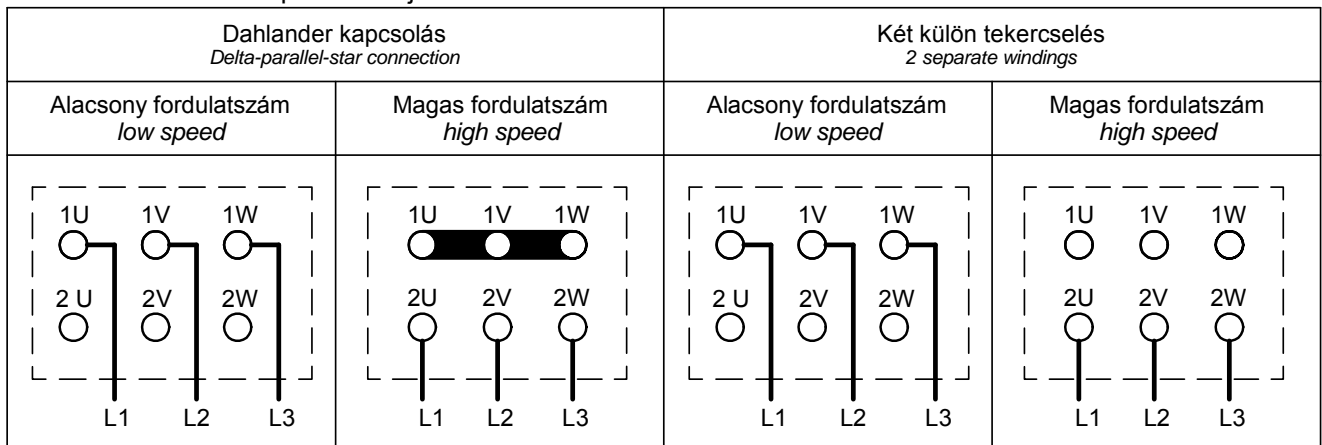 Dahlander kapcsolás
Delta-parallel-star connection
Két külön tekercselés
2 separate windings
Alacsony fordulatszám
low speed
Magas fordulatszám
high speed
Alacsony fordulatszám
low speed
Magas fordulatszám
high speed
1U 1V 1W
2 U 2V 2W
L1 L2 L3
1U 1V 1W
2U 2V 2W
L1 L2 L3
1U 1V 1W
2 U 2V 2W
L1 L2 L3
1U 1V 1W
2U 2V 2W
L1 L2 L3